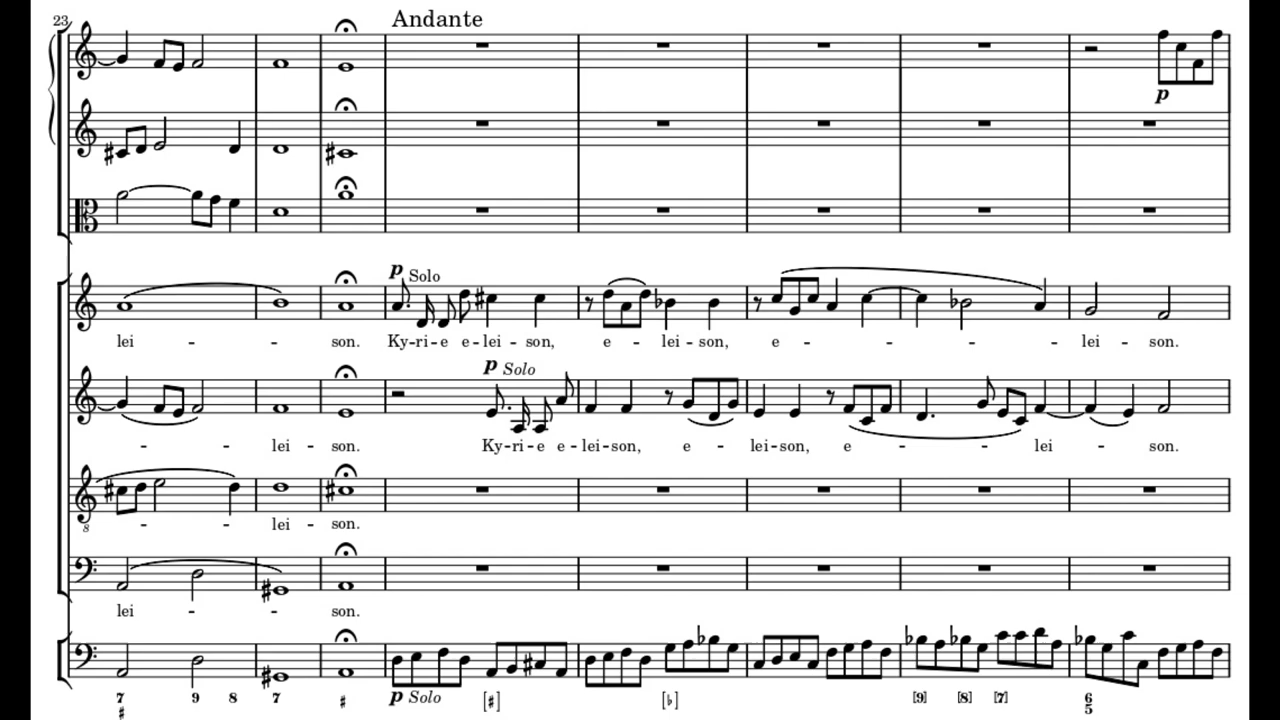 23
Andante
p
p Solo
lei - - son. Ky-ri-e e-lei-son, e - lei-son, e - - - - lei - son.
p Solo
- - lei - son. Ky-ri-e e-lei-son, e - lei-son, e - - - lei - son.
8
- - lei - son.
lei - - son.
p Solo
7 9 8 7 ♯ [♯] [♭] [9] [8] [7] 6
♯ 5